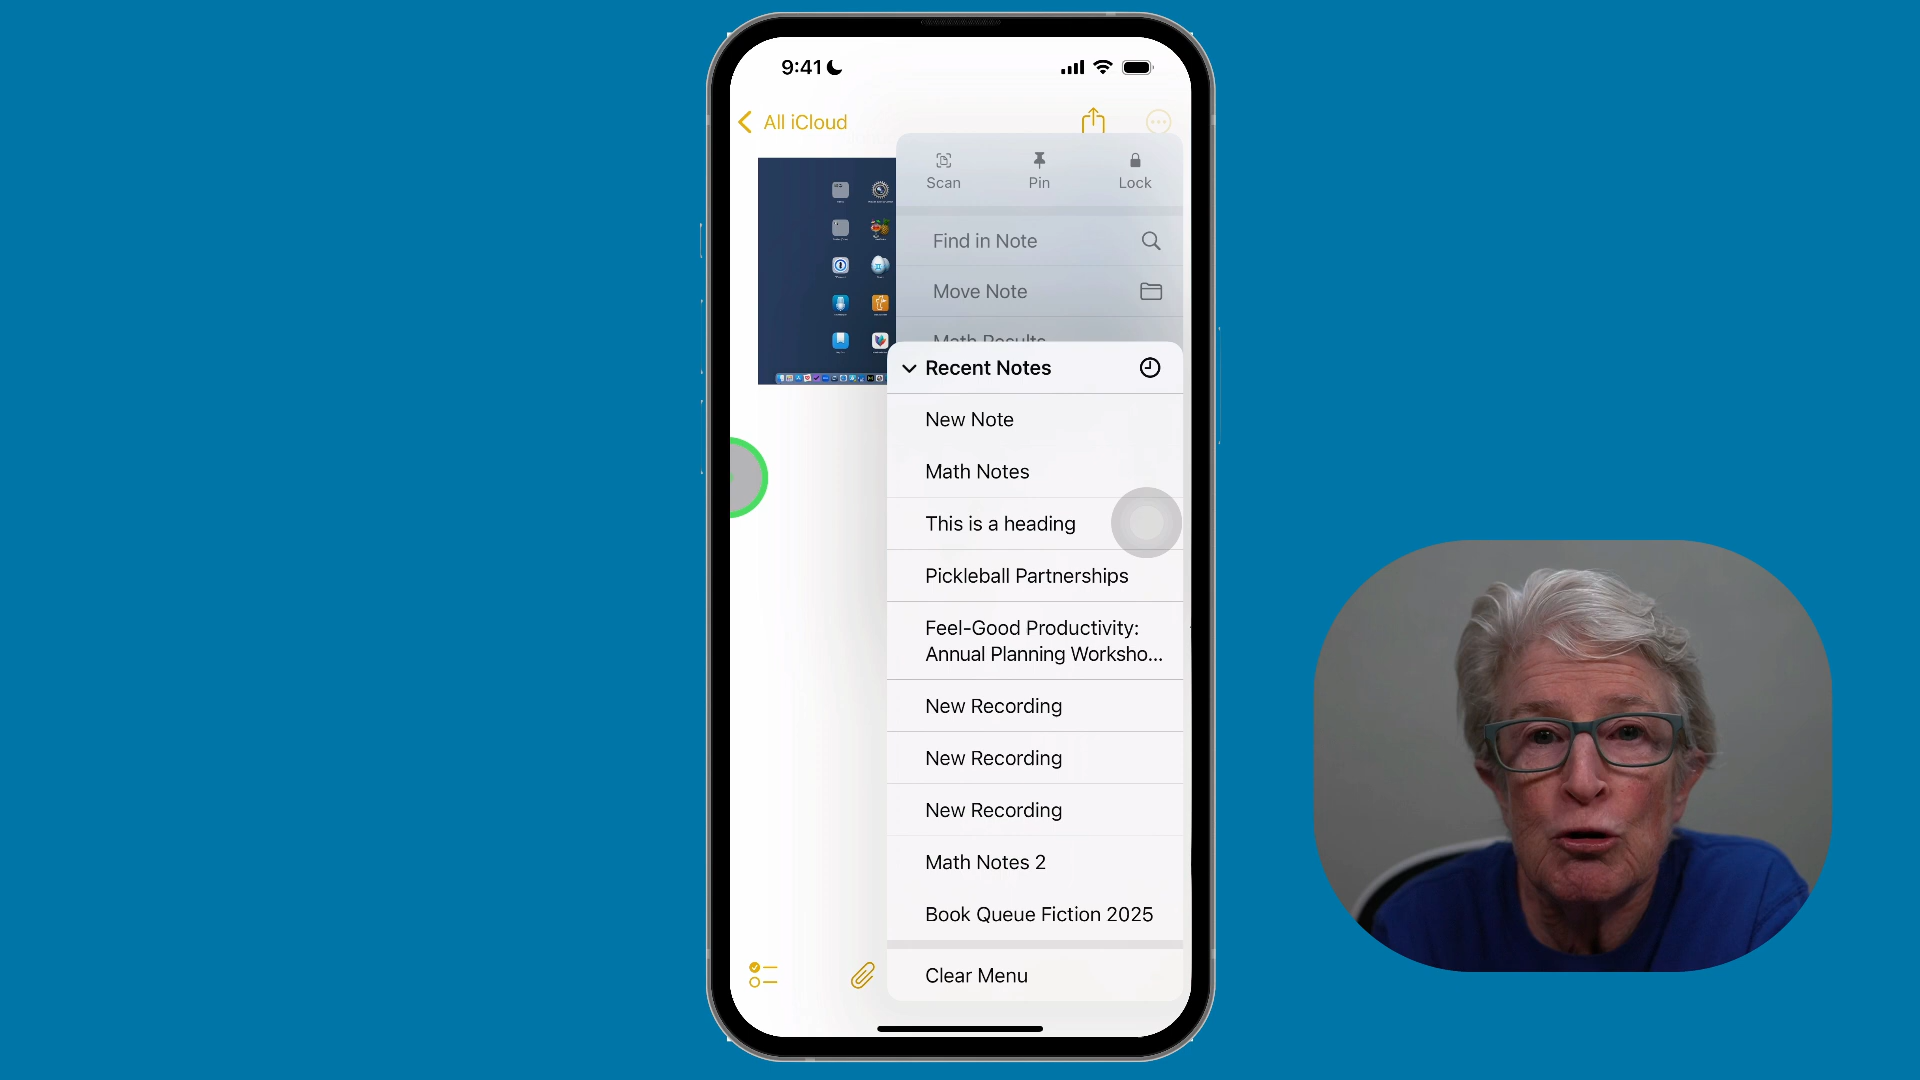 9:41
All iCloud
Scan
Pin
Lock
Find in Note
Move Note
Math Results
Recent Notes
New Note
Math Notes
This is a heading
Pickleball Partnerships
Feel-Good Productivity:
Annual Planning Worksho...
New Recording
New Recording
New Recording
Math Notes 2
Book Queue Fiction 2025
Clear Menu